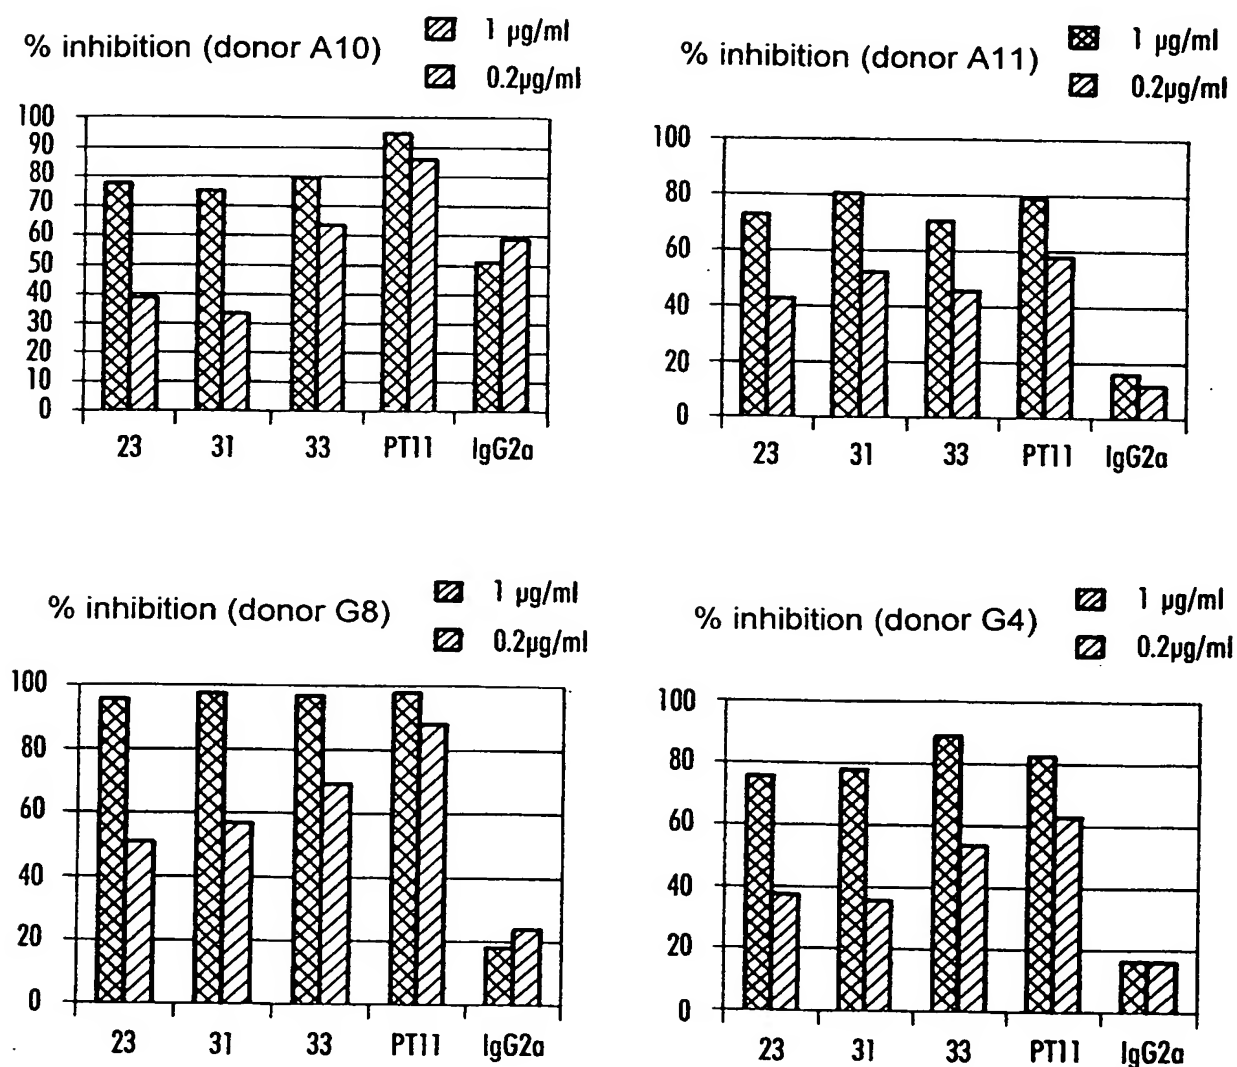 % inhibition (donor A10)
1 µg/ml
0.2µg/ml
100
90
80
70
60
50
40
30
20
10
0
23 31 33 PT11 IgG2a
% inhibition (donor A11)
1 µg/ml
0.2µg/ml
100
80
60
40
20
0
23 31 33 PT11 IgG2a
% inhibition (donor G8)
1 µg/ml
0.2µg/ml
100
80
60
40
20
0
23 31 33 PT11 IgG2a
% inhibition (donor G4)
1 µg/ml
0.2µg/ml
100
80
60
40
20
0
23 31 33 PT11 IgG2a